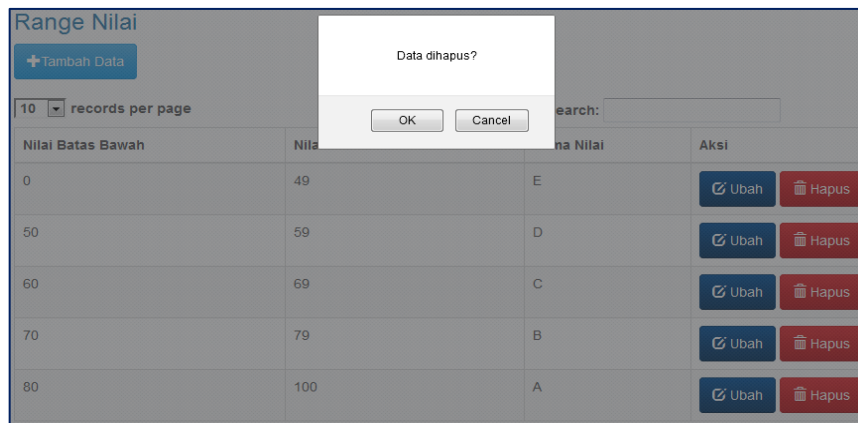 Range Nilai
Tambah Data
Data dihapus?
OK Cancel
10 records per page
earch:
Nilai Batas Bawah Nila na Nilai Aksi
0 49 E Ubah Hapus
50 59 D Ubah Hapus
60 69 C Ubah Hapus
70 79 B Ubah Hapus
80 100 A Ubah Hapus